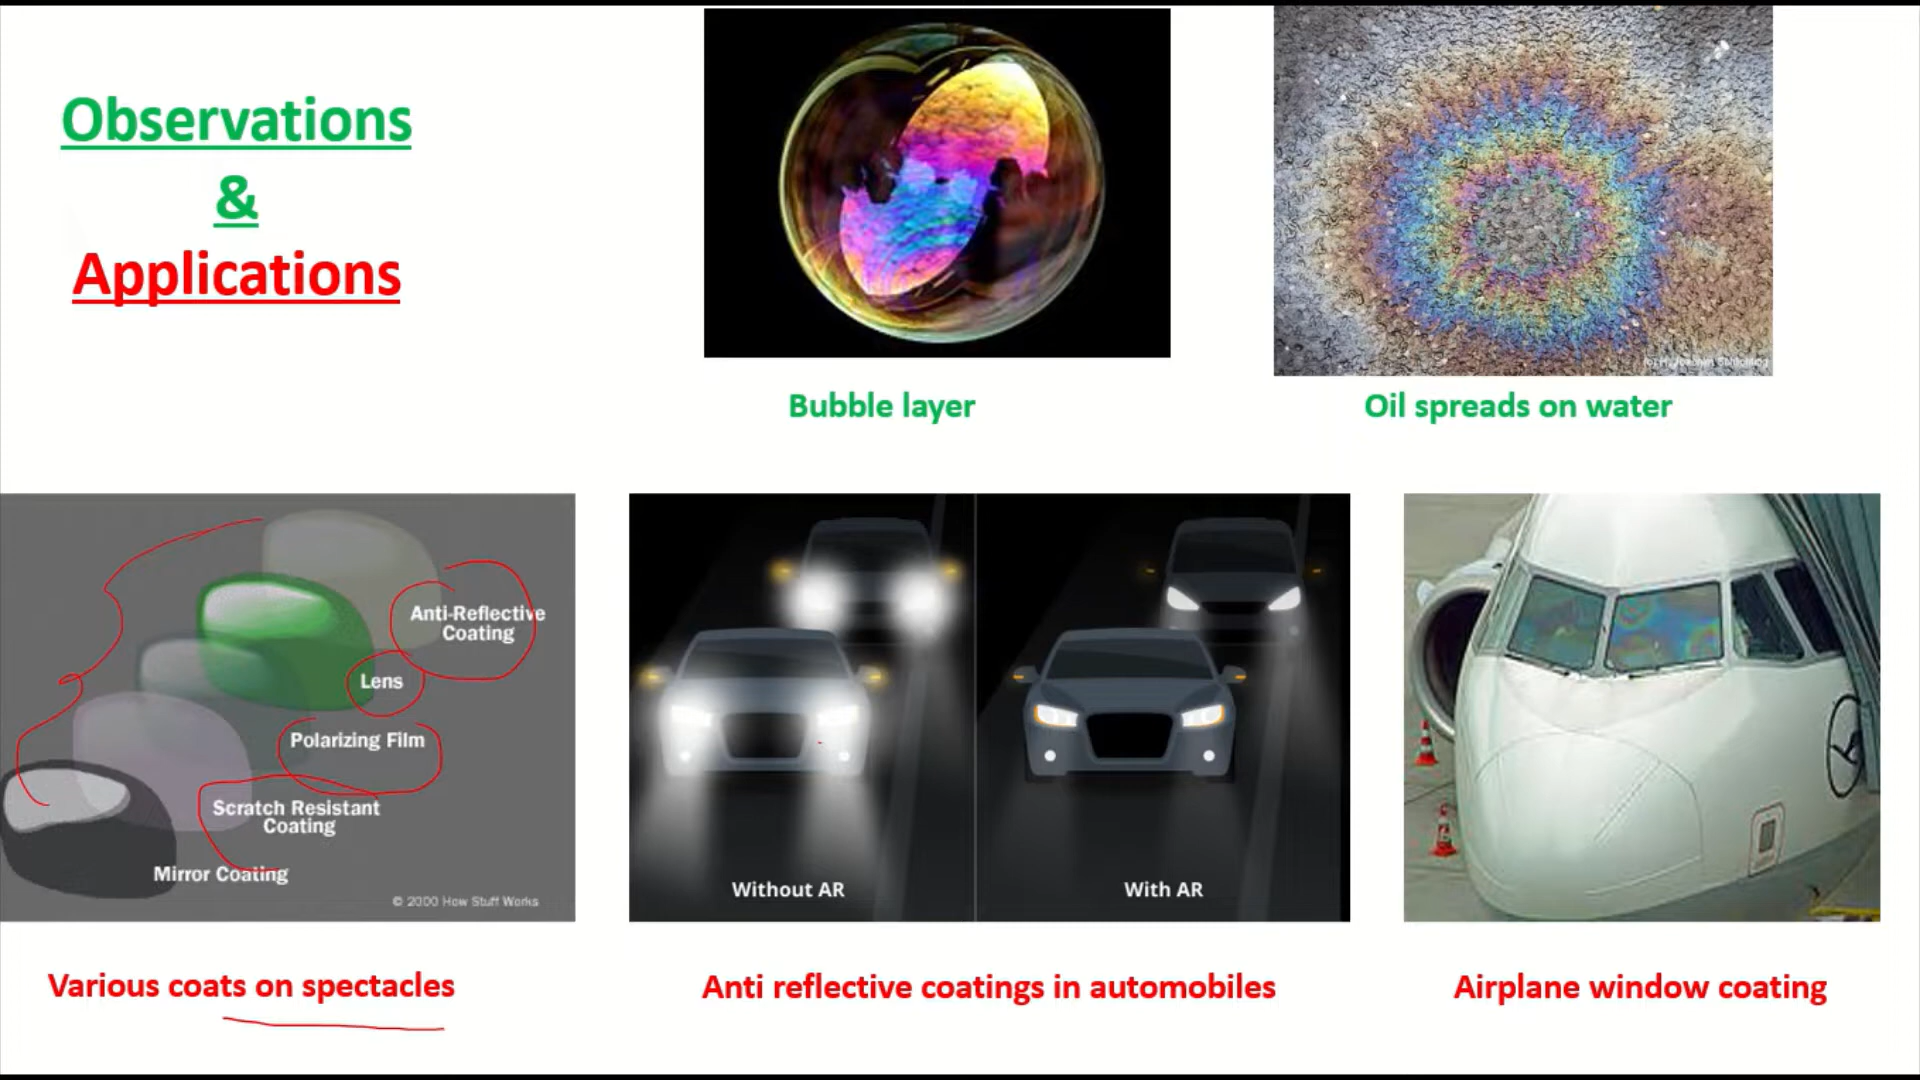 Observations
&
Applications
Bubble layer
Oil spreads on water
Anti-Reflective
Coating
Lens
Polarizing Film
Scratch Resistant
Coating
Mirror Coating
© 2000 How Stuff Works
Without AR
With AR
Various coats on spectacles
Anti reflective coatings in automobiles
Airplane window coating